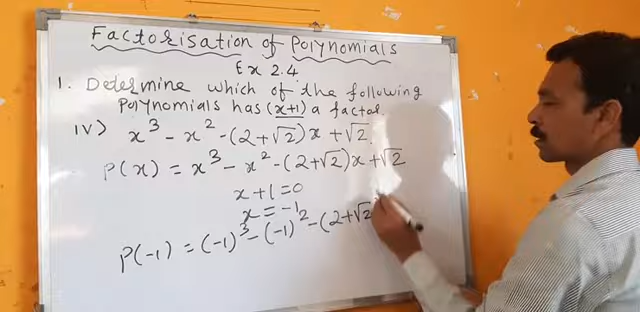 Factorisation of Polynomials
Ex 2.4
1. Determine which of the following
Polynomials has (x+1) a factor.
iv) x³ - x² - (2+√2)x + √2.
P(x) = x³ - x² - (2+√2)x + √2
x+1=0
x = -1
P(-1) = (-1)³ - (-1)² - (2+√2